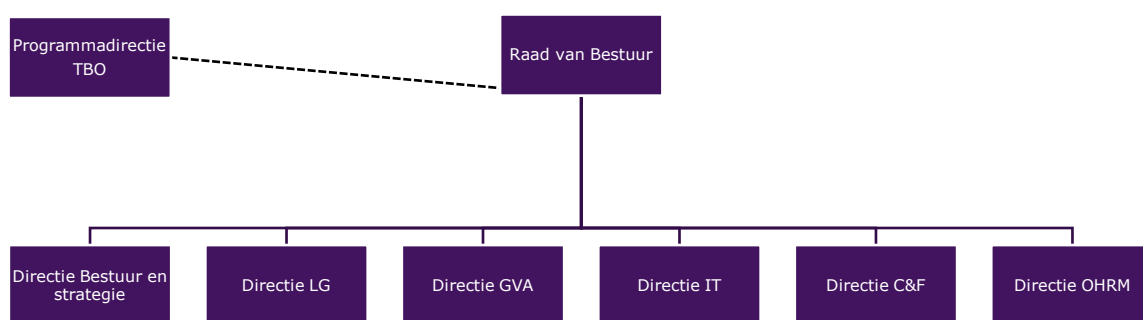 Programmadirectie
TBO
Raad van Bestuur
Directie Bestuur en
strategie
Directie LG
Directie GVA
Directie IT
Directie C&F
Directie OHRM